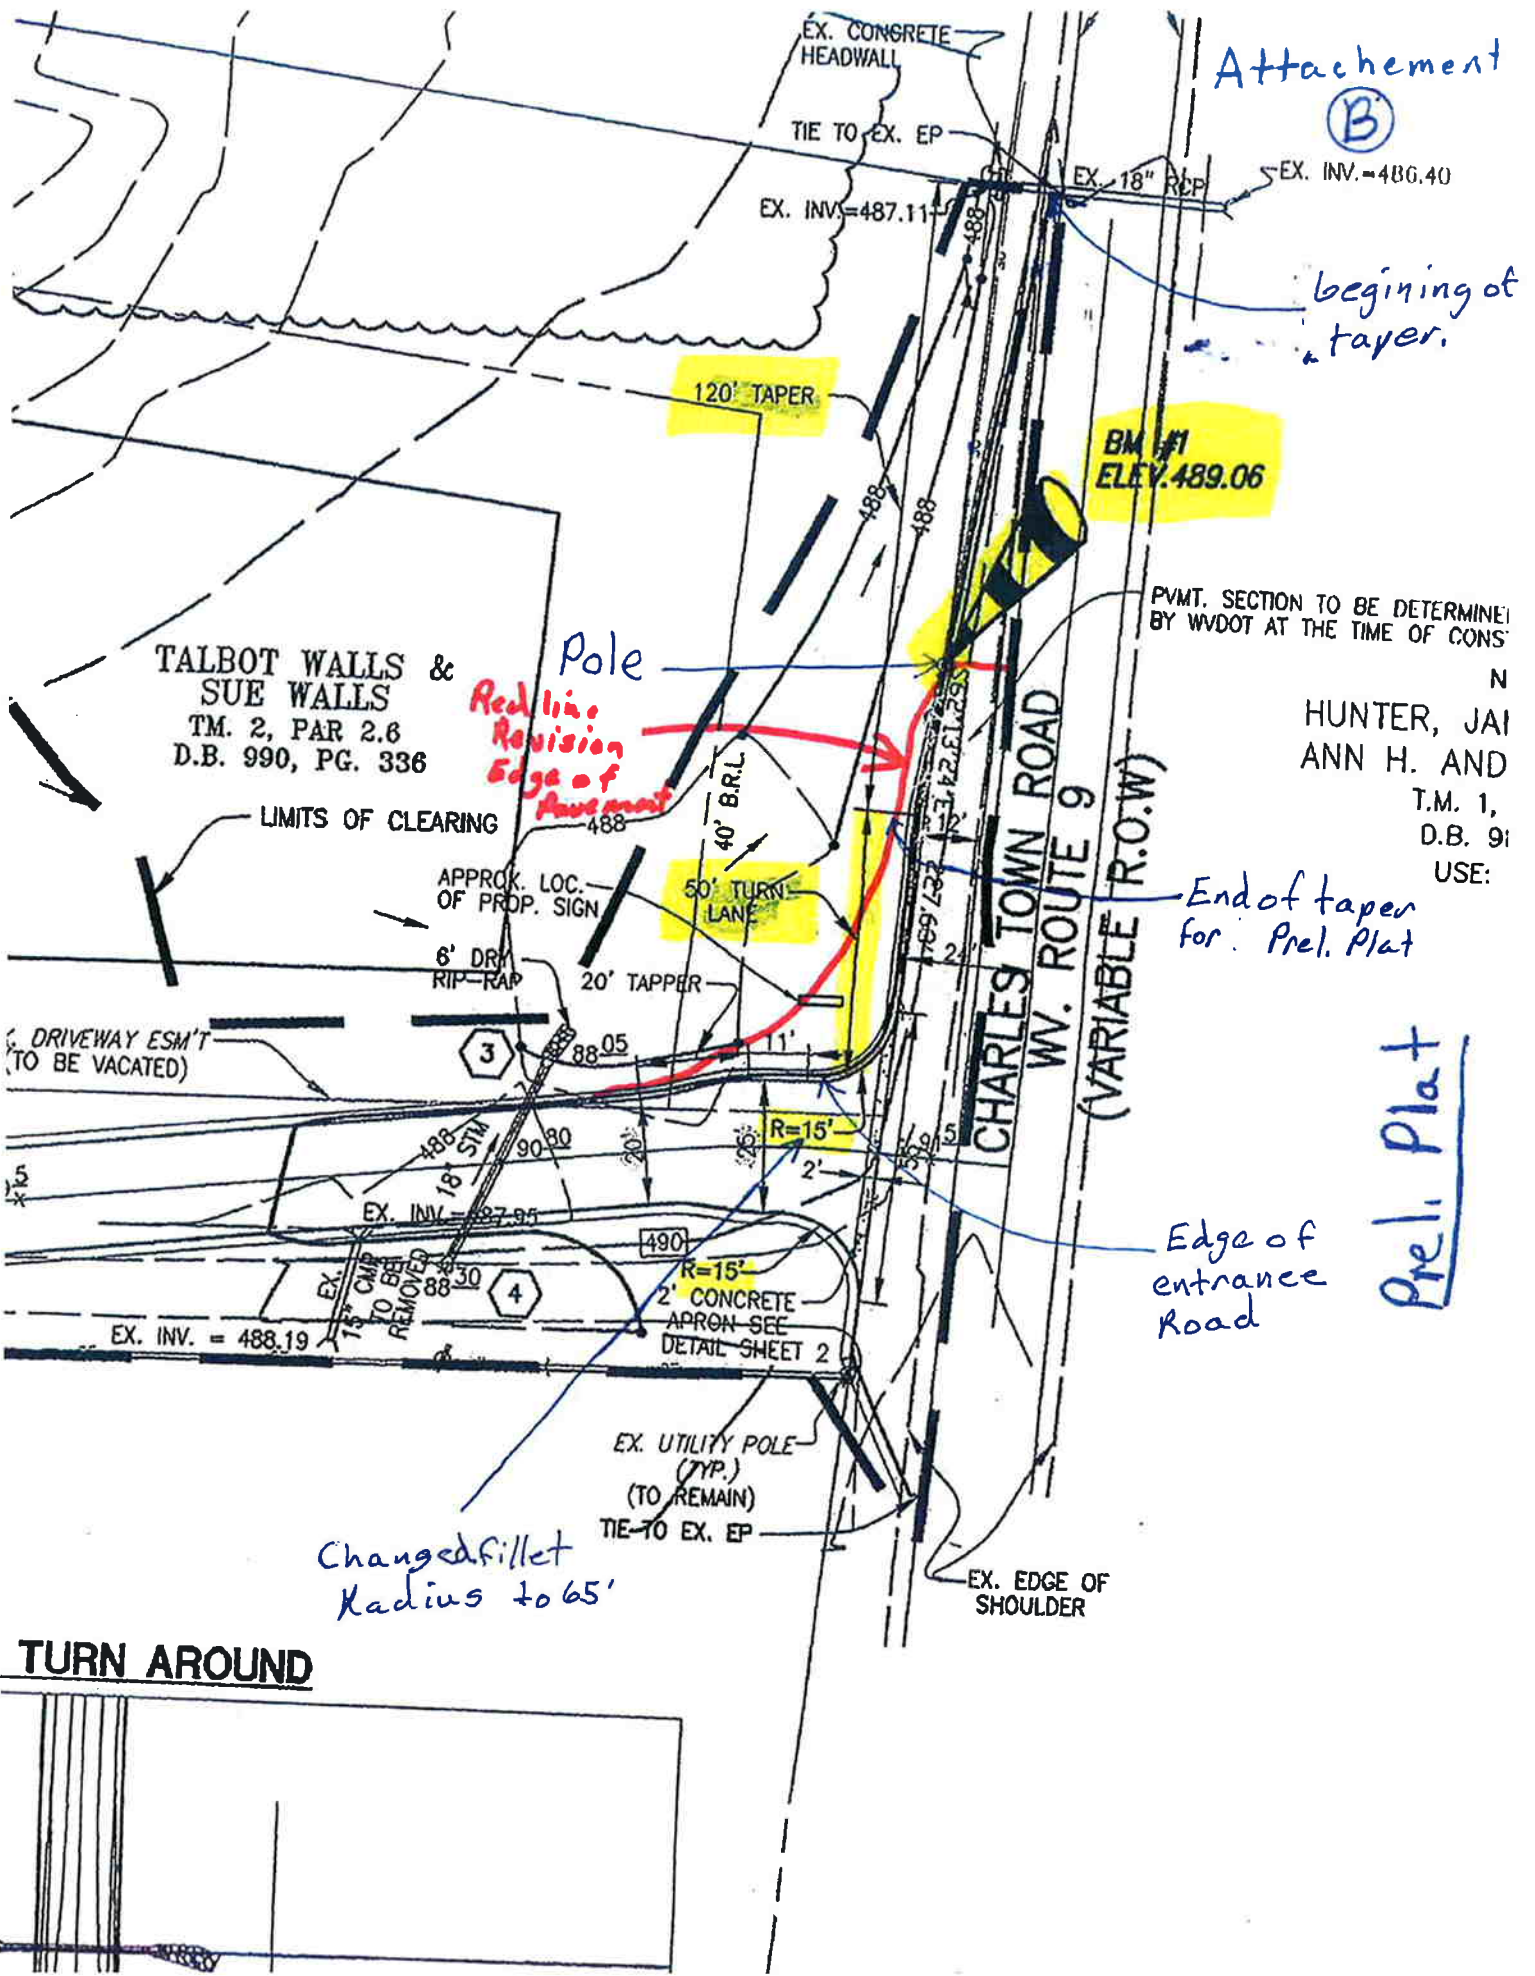 EX. CONCRETE
HEADWALL
Attachement
B
TIE TO EX. EP
EX. 18" RCP
EX. INV.=486.40
EX. INV.=487.11
488
begining of
taper.
120' TAPER
BM #1
ELEV.489.06
488
488
PVMT. SECTION TO BE DETERMINE
BY WVDOT AT THE TIME OF CONS
N
HUNTER, JA
ANN H. AND
T.M. 1,
D.B. 9
USE:
TALBOT WALLS &
SUE WALLS
TM. 2, PAR 2.6
D.B. 990, PG. 336
Pole
Red line
Revision
Edge of
Pavement
LIMITS OF CLEARING
488
40' B.R.L.
12'
CHARLES TOWN ROAD
WV. ROUTE 9
(VARIABLE R.O.W)
APPROX. LOC.
OF PROP. SIGN
50' TURN
LANE
End of taper
for Prel. Plat
6' DRY
RIP-RAP
20' TAPPER
DRIVEWAY ESM'T
(TO BE VACATED)
3
88 05
11'
Prel. Plat
488
18" STM
90 80
20'
25'
R=15'
2'
5
EX. INV.=487.95
490
R=15'
2' CONCRETE
APRON SEE
DETAIL SHEET 2
Edge of
entrance
Road
EX.
15" CMP
TO BE
REMOVED
88 30
4
EX. INV. = 488.19
EX. UTILITY POLE
(TYP.)
(TO REMAIN)
TIE TO EX. EP
Changed fillet
Radius to 65'
EX. EDGE OF
SHOULDER
TURN AROUND